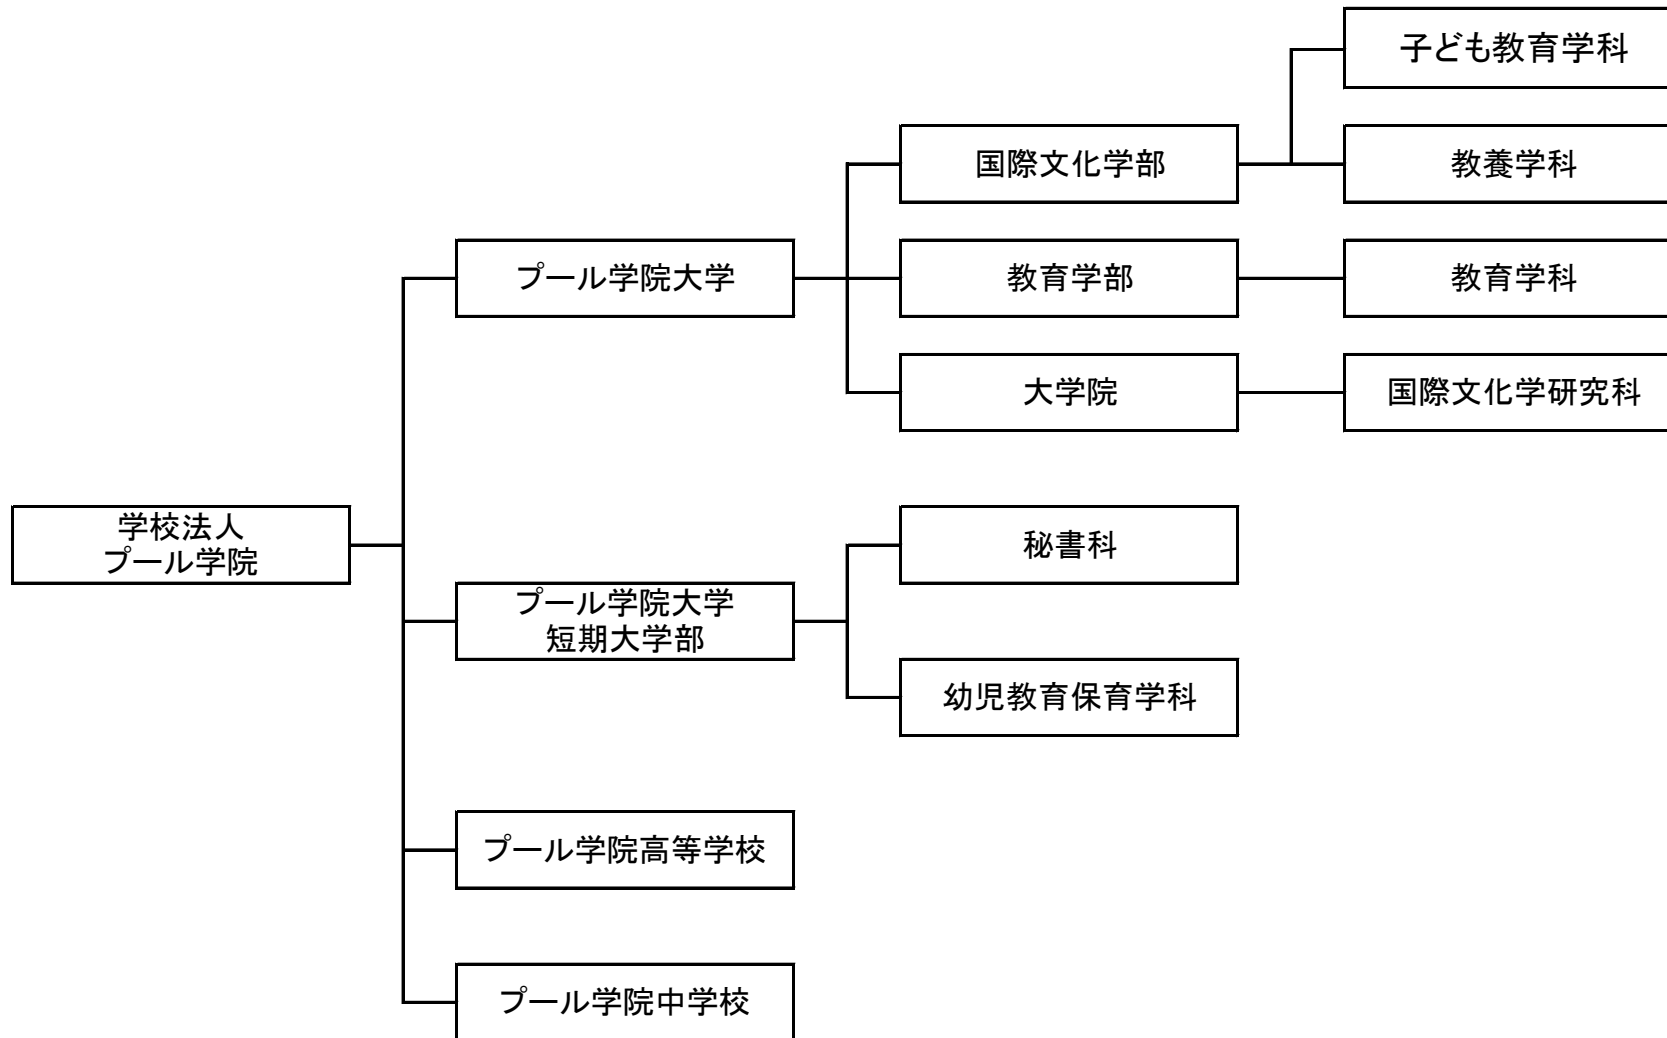 子ども教育学科
国際文化学部
教養学科
プール学院大学
教育学部
教育学科
大学院
国際文化学研究科
学校法人
プール学院
秘書科
プール学院大学
短期大学部
幼児教育保育学科
プール学院高等学校
プール学院中学校